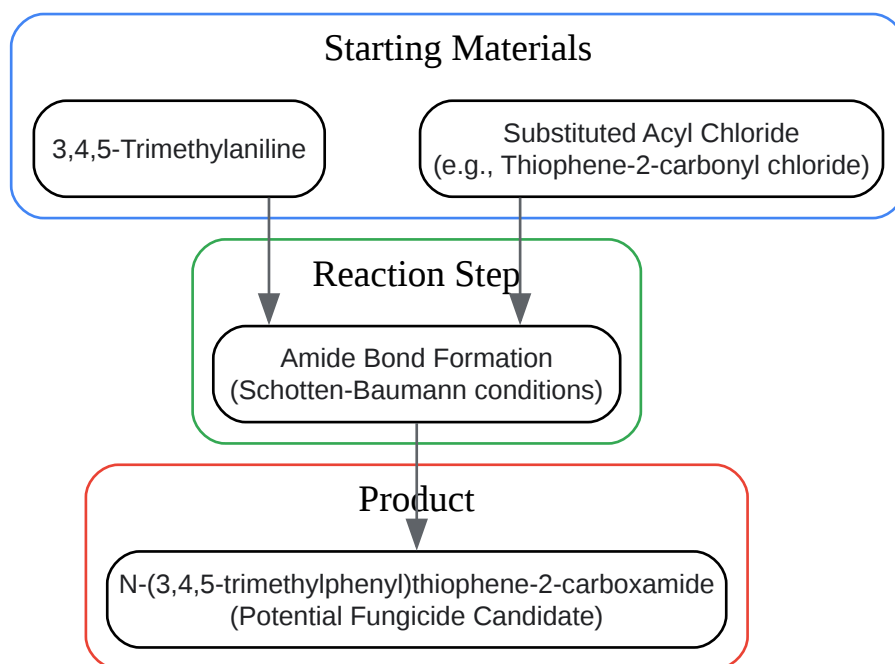 Starting Materials
3,4,5-Trimethylaniline
Substituted Acyl Chloride
(e.g., Thiophene-2-carbonyl chloride)
Reaction Step
Amide Bond Formation
(Schotten-Baumann conditions)
Product
N-(3,4,5-trimethylphenyl)thiophene-2-carboxamide
(Potential Fungicide Candidate)